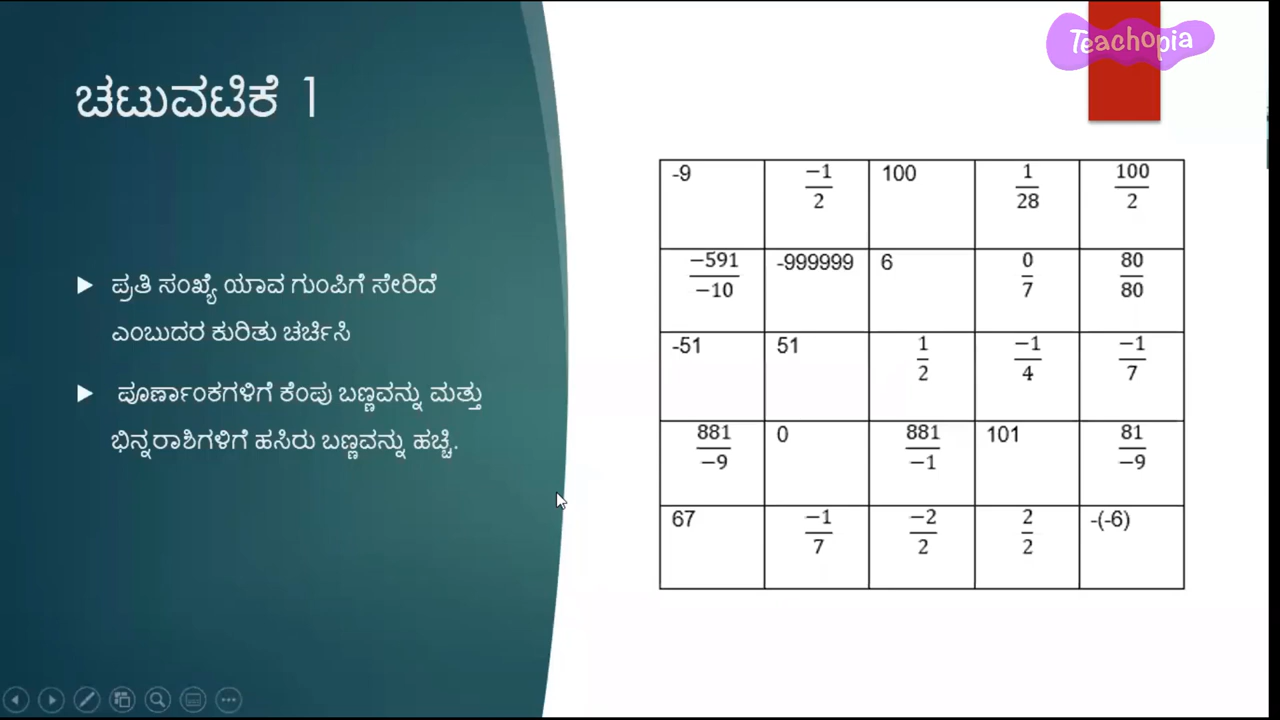 Teachopia
ಚಟುವಟಿಕೆ 1
ಪ್ರತಿ ಸಂಖ್ಯೆ ಯಾವ ಗುಂಪಿಗೆ ಸೇರಿದೆ
ಎಂಬುದರ ಕುರಿತು ಚರ್ಚಿಸಿ
ಪೂರ್ಣಾಂಕಗಳಿಗೆ ಕೆಂಪು ಬಣ್ಣವನ್ನು ಮತ್ತು
ಭಿನ್ನರಾಶಿಗಳಿಗೆ ಹಸಿರು ಬಣ್ಣವನ್ನು ಹಚ್ಚಿ.
-9 −1/2 100 1/28 100/2
−591/−10 -999999 6 0/7 80/80
-51 51 1/2 −1/4 −1/7
881/−9 0 881/−1 101 81/−9
67 −1/7 −2/2 2/2 -(-6)